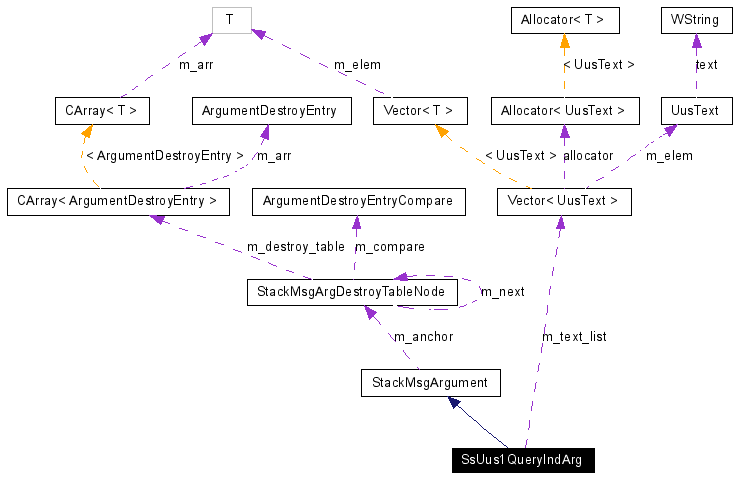 T
Allocator< T >
WString
m_arr
m_elem
< UusText >
text
CArray< T >
ArgumentDestroyEntry
Vector< T >
Allocator< UusText >
UusText
< ArgumentDestroyEntry >
m_arr
< UusText >
allocator
m_elem
CArray< ArgumentDestroyEntry >
ArgumentDestroyEntryCompare
Vector< UusText >
m_destroy_table
m_compare
StackMsgArgDestroyTableNode
m_next
m_anchor
m_text_list
StackMsgArgument
SsUus1QueryIndArg